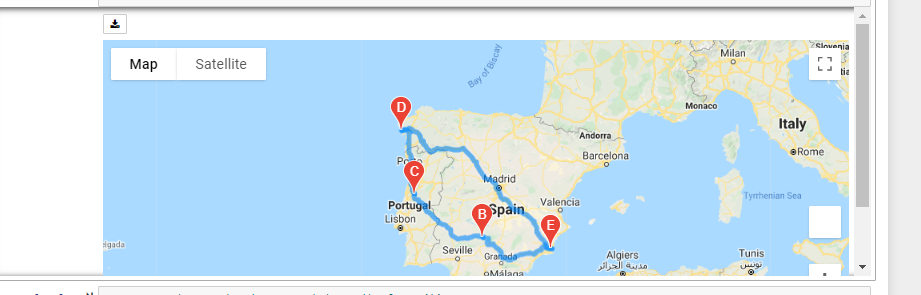 Map
Satellite
Bay of Biscay
Milan
Slovenia
Monaco
Italy
Rome
Andorra
Barcelona
D
Porto
C
Madrid
Portugal
Lisbon
B
Spain
Valencia
E
Seville
Granada
Málaga
Tyrrhenian Sea
Algiers
مدينة الجزائر
Tunis
تونس